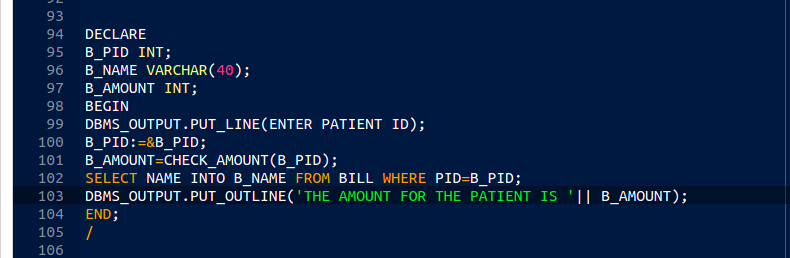 93
94 DECLARE
95 B_PID INT;
96 B_NAME VARCHAR(40);
97 B_AMOUNT INT;
98 BEGIN
99 DBMS_OUTPUT.PUT_LINE(ENTER PATIENT ID);
100 B_PID:=&B_PID;
101 B_AMOUNT=CHECK_AMOUNT(B_PID);
102 SELECT NAME INTO B_NAME FROM BILL WHERE PID=B_PID;
103 DBMS_OUTPUT.PUT_OUTLINE('THE AMOUNT FOR THE PATIENT IS '|| B_AMOUNT);
104 END;
105 /
106